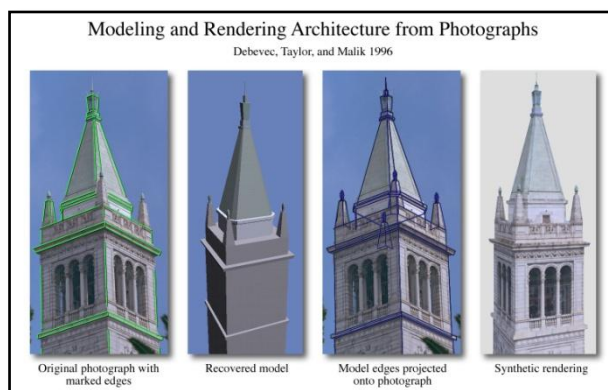 Modeling and Rendering Architecture from Photographs
Debevec, Taylor, and Malik 1996
Original photograph with
marked edges
Recovered model
Model edges projected
onto photograph
Synthetic rendering